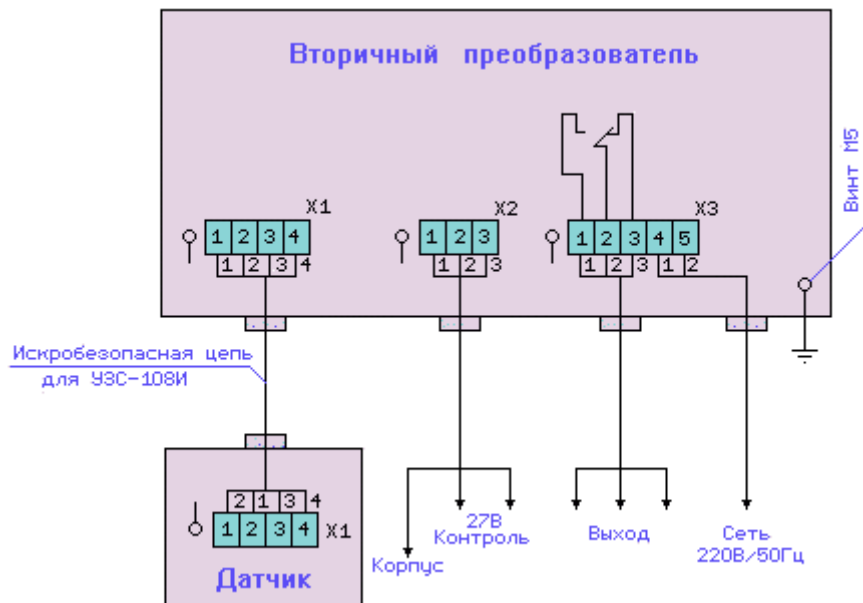 Вторичный преобразователь
Винт М5
X1
X2
X3
1 2 3 4
1 2 3
1 2 3 4 5
1 2 3 4
1 2 3
1 2 3 1 2
Искробезопасная цепь
для УЗС-108И
2 1 3 4
1 2 3 4 X1
Датчик
27В
Контроль
Корпус
Выход
Сеть
220В/50Гц